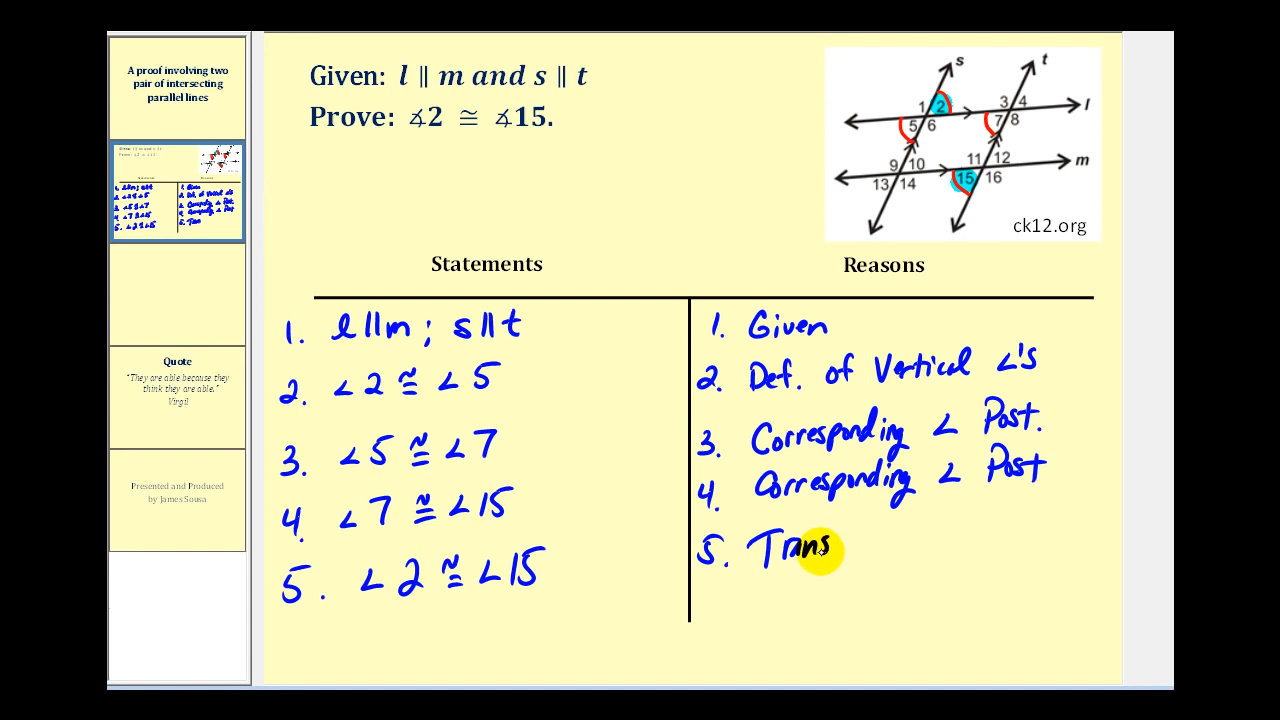 A proof involving two
pair of intersecting
parallel lines
Quote
"They are able because they
think they are able."
Virgil
Presented and Produced
by James Sousa
Given: l ∥ m and s ∥ t
Prove: ∡2 ≅ ∡15.
s t
1 2 3 4 l
5 6 7 8
9 10 11 12 m
13 14 15 16
ck12.org
Statements Reasons
1. l || m ; s || t 1. Given
2. ∠2 ≅ ∠5 2. Def. of Vertical ∠'s
3. ∠5 ≅ ∠7 3. Corresponding ∠ Post.
4. ∠7 ≅ ∠15 4. Corresponding ∠ Post
5. ∠2 ≅ ∠15 5. Trans